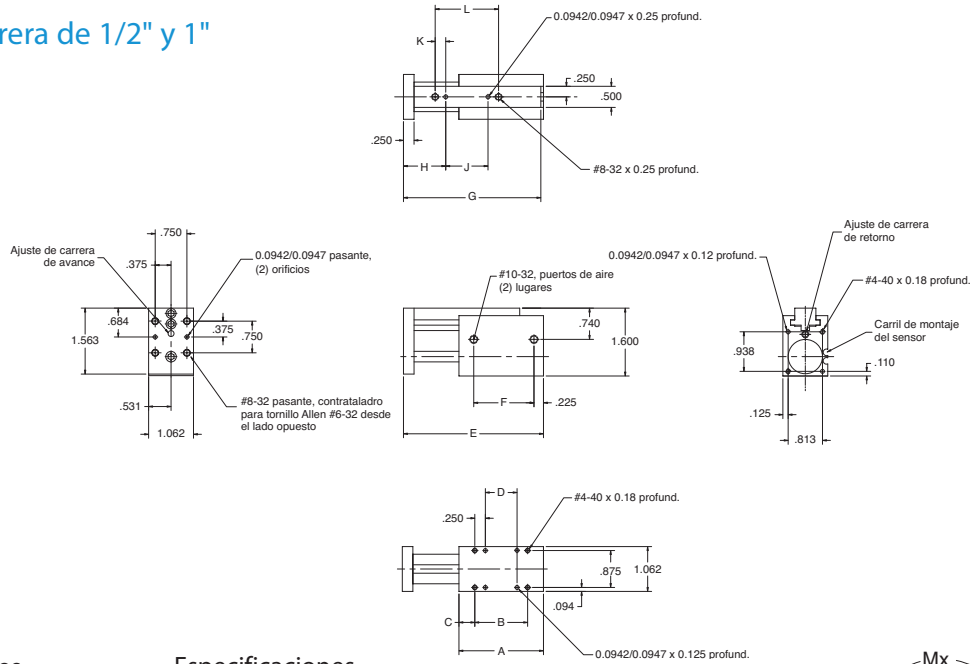 rera de 1/2" y 1"
L
K
0.0942/0.0947 x 0.25 profund.
.250
.500
.250
#8-32 x 0.25 profund.
H
J
G
.750
Ajuste de carrera
de avance
.375
0.0942/0.0947 pasante,
(2) orificios
.684
1.563
.375
.750
.531
1.062
#8-32 pasante, contrataladro
para tornillo Allen #6-32 desde
el lado opuesto
#10-32, puertos de aire
(2) lugares
.740
1.600
F
.225
E
Ajuste de carrera
de retorno
0.0942/0.0947 x 0.12 profund.
#4-40 x 0.18 profund.
Carril de montaje
del sensor
.938
.110
.125
.813
D
#4-40 x 0.18 profund.
.250
.875
1.062
.094
C
B
A
0.0942/0.0947 x 0.125 profund.
Especificaciones
Mx